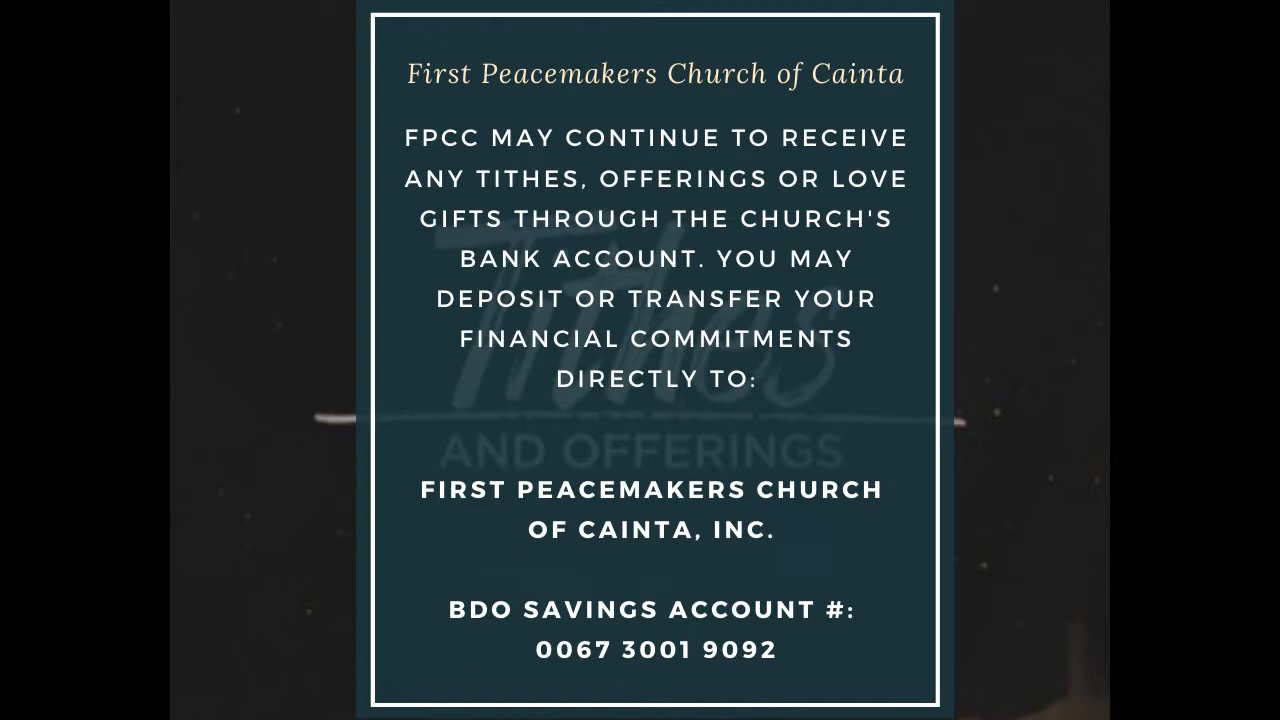 First Peacemakers Church of Cainta
FPCC MAY CONTINUE TO RECEIVE
ANY TITHES, OFFERINGS OR LOVE
GIFTS THROUGH THE CHURCH'S
BANK ACCOUNT. YOU MAY
DEPOSIT OR TRANSFER YOUR
FINANCIAL COMMITMENTS
DIRECTLY TO:
Tithes
AND OFFERINGS
FIRST PEACEMAKERS CHURCH
OF CAINTA, INC.
BDO SAVINGS ACCOUNT #:
0067 3001 9092